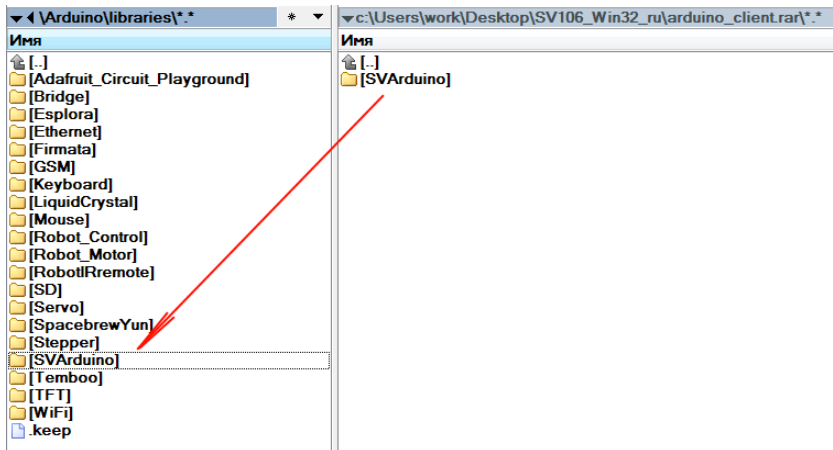 \Arduino\libraries\*.*
Имя
[..]
[Adafruit_Circuit_Playground]
[Bridge]
[Esplora]
[Ethernet]
[Firmata]
[GSM]
[Keyboard]
[LiquidCrystal]
[Mouse]
[Robot_Control]
[Robot_Motor]
[RobotIRremote]
[SD]
[Servo]
[SpacebrewYun]
[Stepper]
[SVArduino]
[Temboo]
[TFT]
[WiFi]
.keep
c:\Users\work\Desktop\SV106_Win32_ru\arduino_client.rar\*.*
Имя
[..]
[SVArduino]